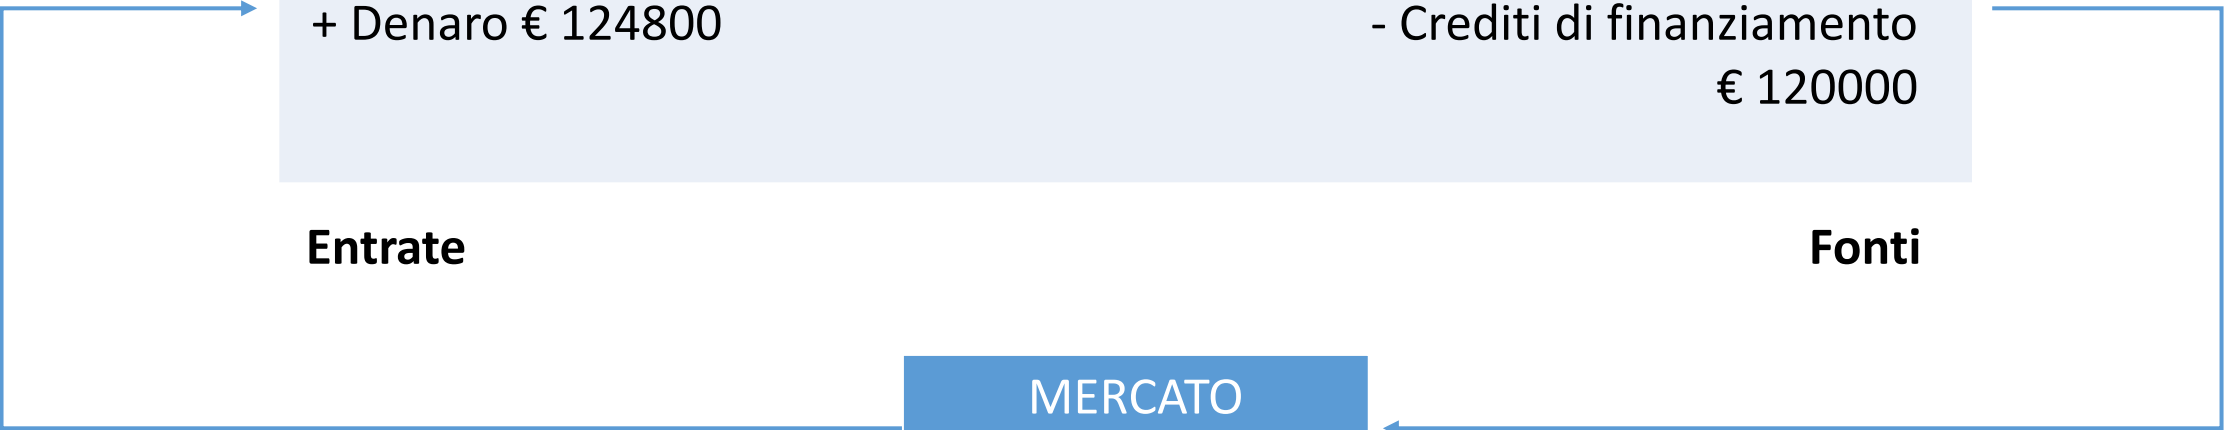 + Denaro € 124800
- Crediti di finanziamento
€ 120000
Entrate
Fonti
MERCATO